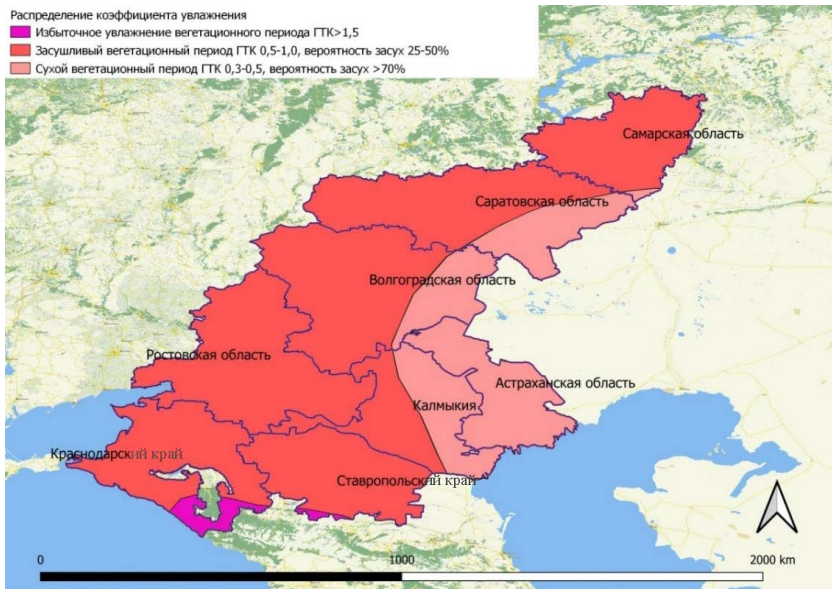 Распределение коэффициента увлажнения
Избыточное увлажнение вегетационного периода ГТК>1,5
Засушливый вегетационный период ГТК 0,5-1,0, вероятность засух 25-50%
Сухой вегетационный период ГТК 0,3-0,5, вероятность засух >70%
Самарская область
Саратовская область
Волгоградская область
Ростовская область
Астраханская область
Калмыкия
Краснодарский край
Ставропольский край
0 1000 2000 km